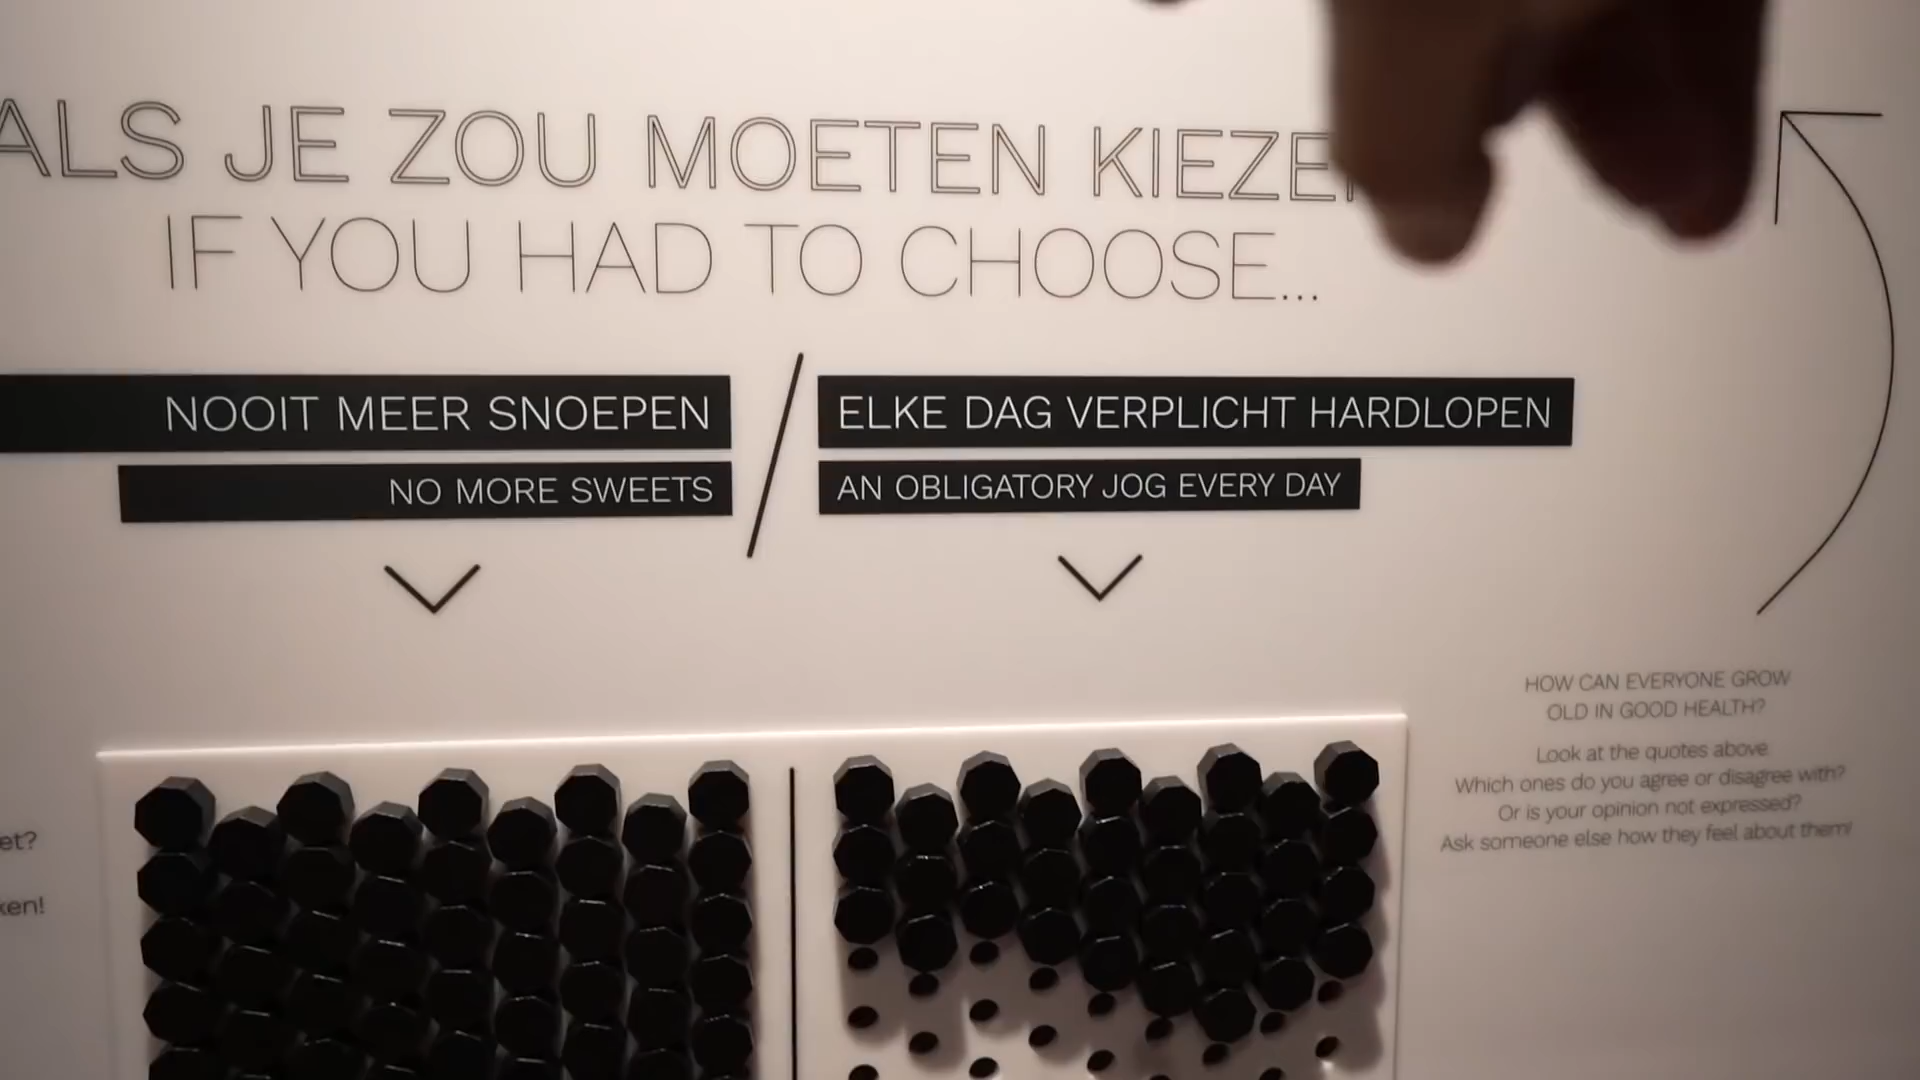 ALS JE ZOU MOETEN KIEZE
IF YOU HAD TO CHOOSE...
NOOIT MEER SNOEPEN
NO MORE SWEETS
ELKE DAG VERPLICHT HARDLOPEN
AN OBLIGATORY JOG EVERY DAY
HOW CAN EVERYONE GROW
OLD IN GOOD HEALTH?
Look at the quotes above.
Which ones do you agree or disagree with?
Or is your opinion not expressed?
Ask someone else how they feel about them!
et?
ken!